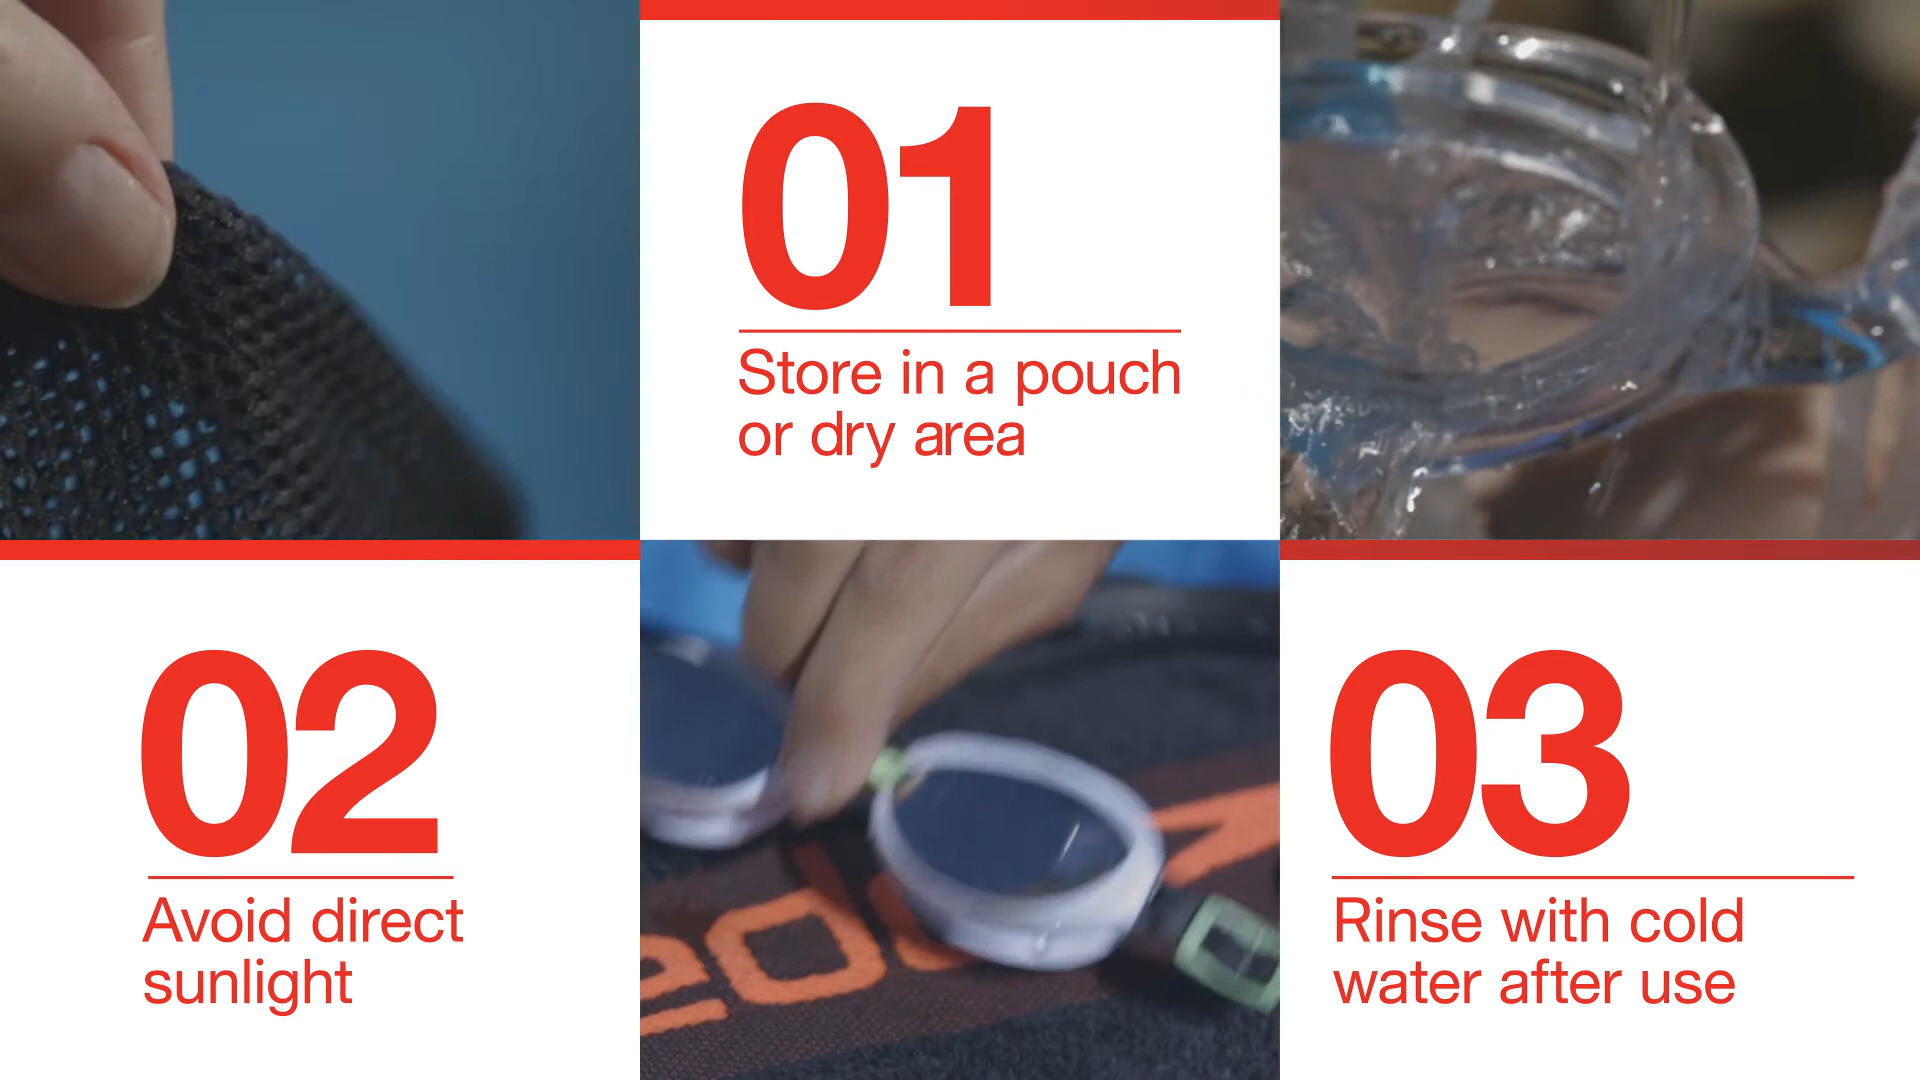 01
Store in a pouch
or dry area
02
Avoid direct
sunlight
03
Rinse with cold
water after use